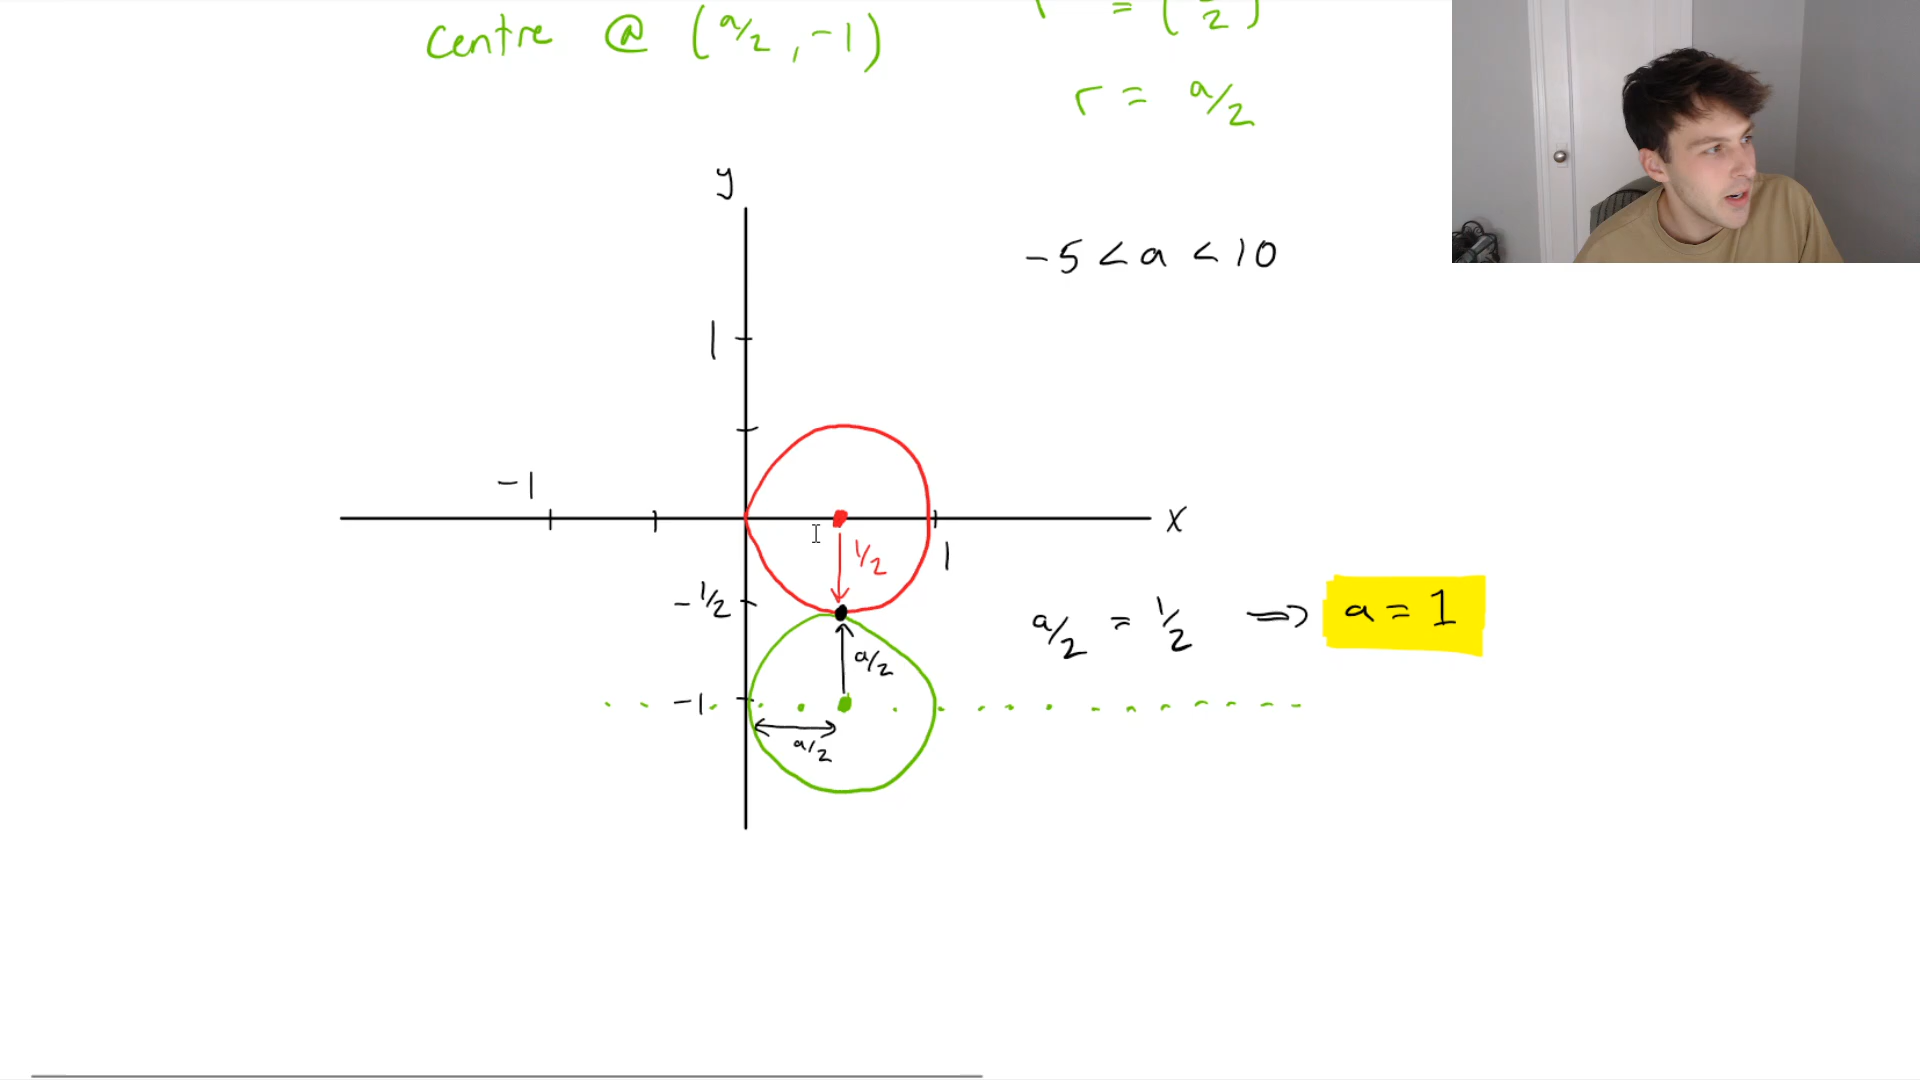 centre @ (a/2, -1)
r = a/2
y
-5 < a < 10
1
-1
x
1/2
1
-1/2
a/2 = 1/2 ⟹ a = 1
a/2
-1
a/2